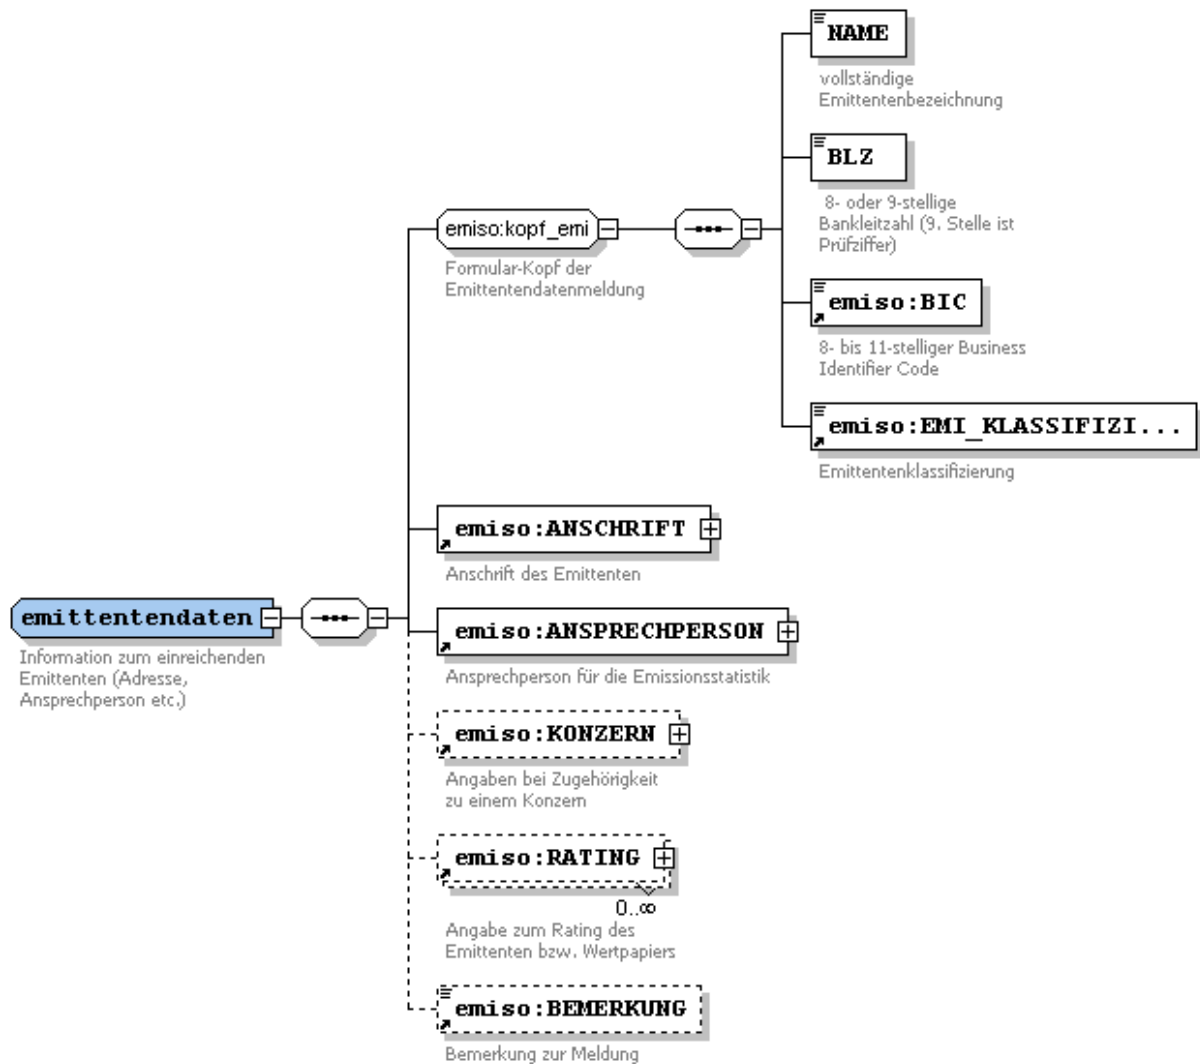 NAME
vollständige
Emittentenbezeichnung
BLZ
8- oder 9-stellige
Bankleitzahl (9. Stelle ist
Prüfziffer)
emiso:kopf_emi
Formular-Kopf der
Emittentendatenmeldung
emiso:BIC
8- bis 11-stelliger Business
Identifier Code
emiso:EMI_KLASSIFIZI...
Emittentenklassifizierung
emiso:ANSCHRIFT
Anschrift des Emittenten
emittentendaten
Information zum einreichenden
Emittenten (Adresse,
Ansprechperson etc.)
emiso:ANSPRECHPERSON
Ansprechperson für die Emissionsstatistik
emiso:KONZERN
Angaben bei Zugehörigkeit
zu einem Konzern
emiso:RATING
0..∞
Angabe zum Rating des
Emittenten bzw. Wertpapiers
emiso:BEMERKUNG
Bemerkung zur Meldung